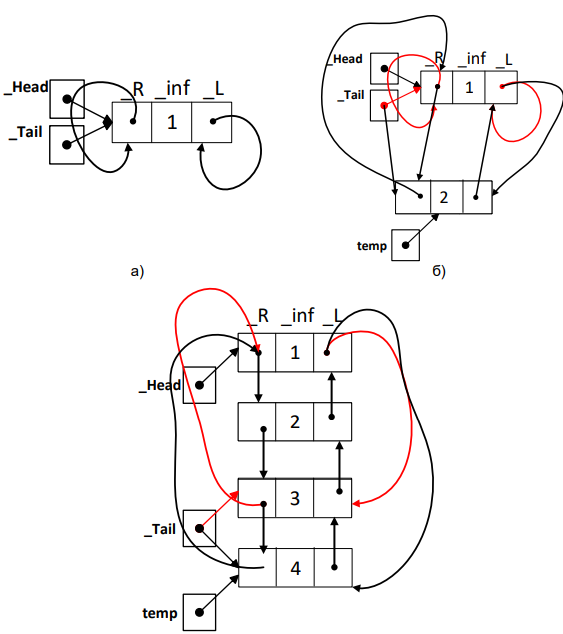 _Head _R _inf _L
_Tail 1
а)
_Head _R _inf _L
_Tail 1
2
temp
б)
_R _inf _L
1
_Head
2
3
_Tail
4
temp